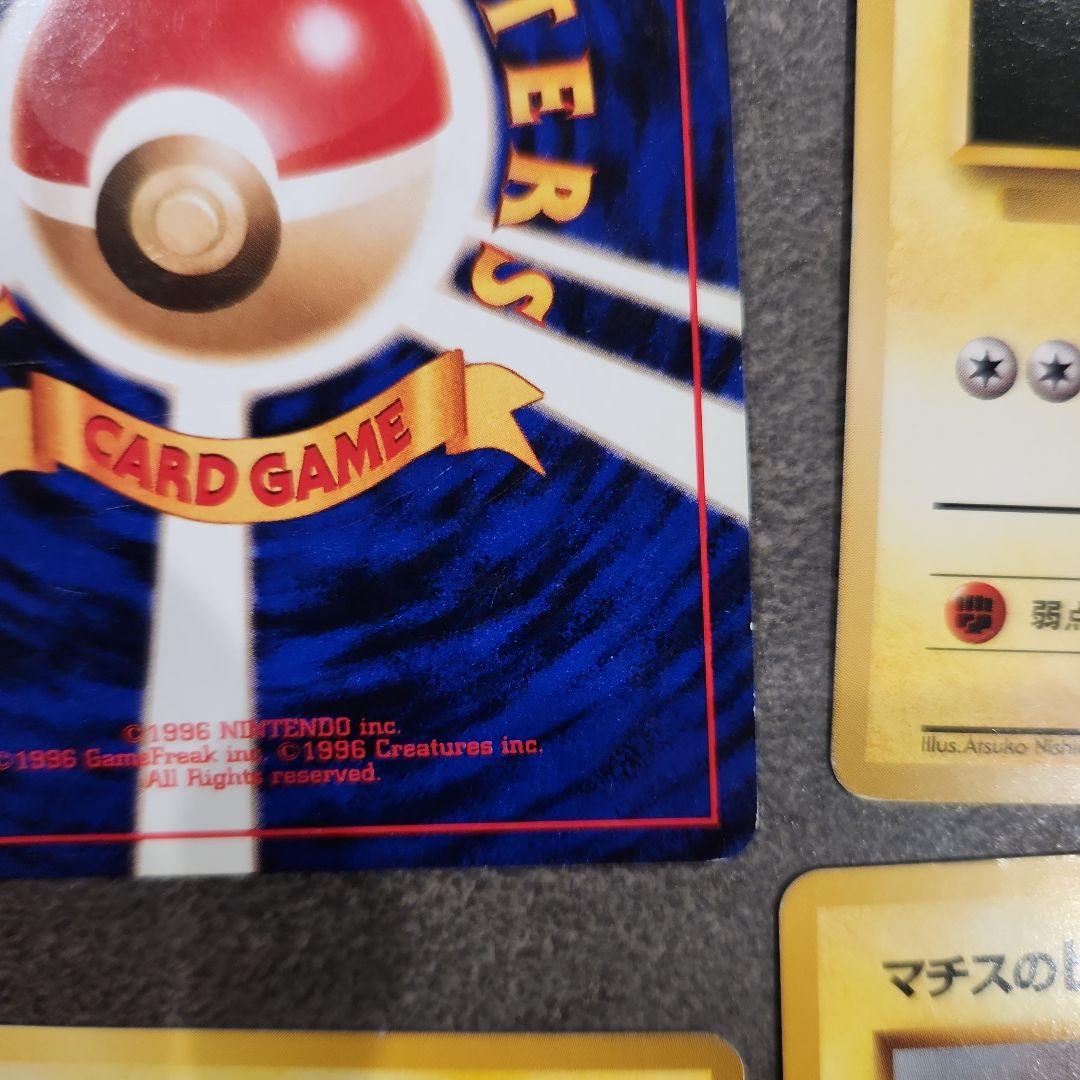 TERS
CARD GAME
©1996 NINTENDO inc.
©1996 GameFreak inc. ©1996 Creatures inc.
All Rights reserved.
弱点
Illus. Atsuko Nishi
マチスの